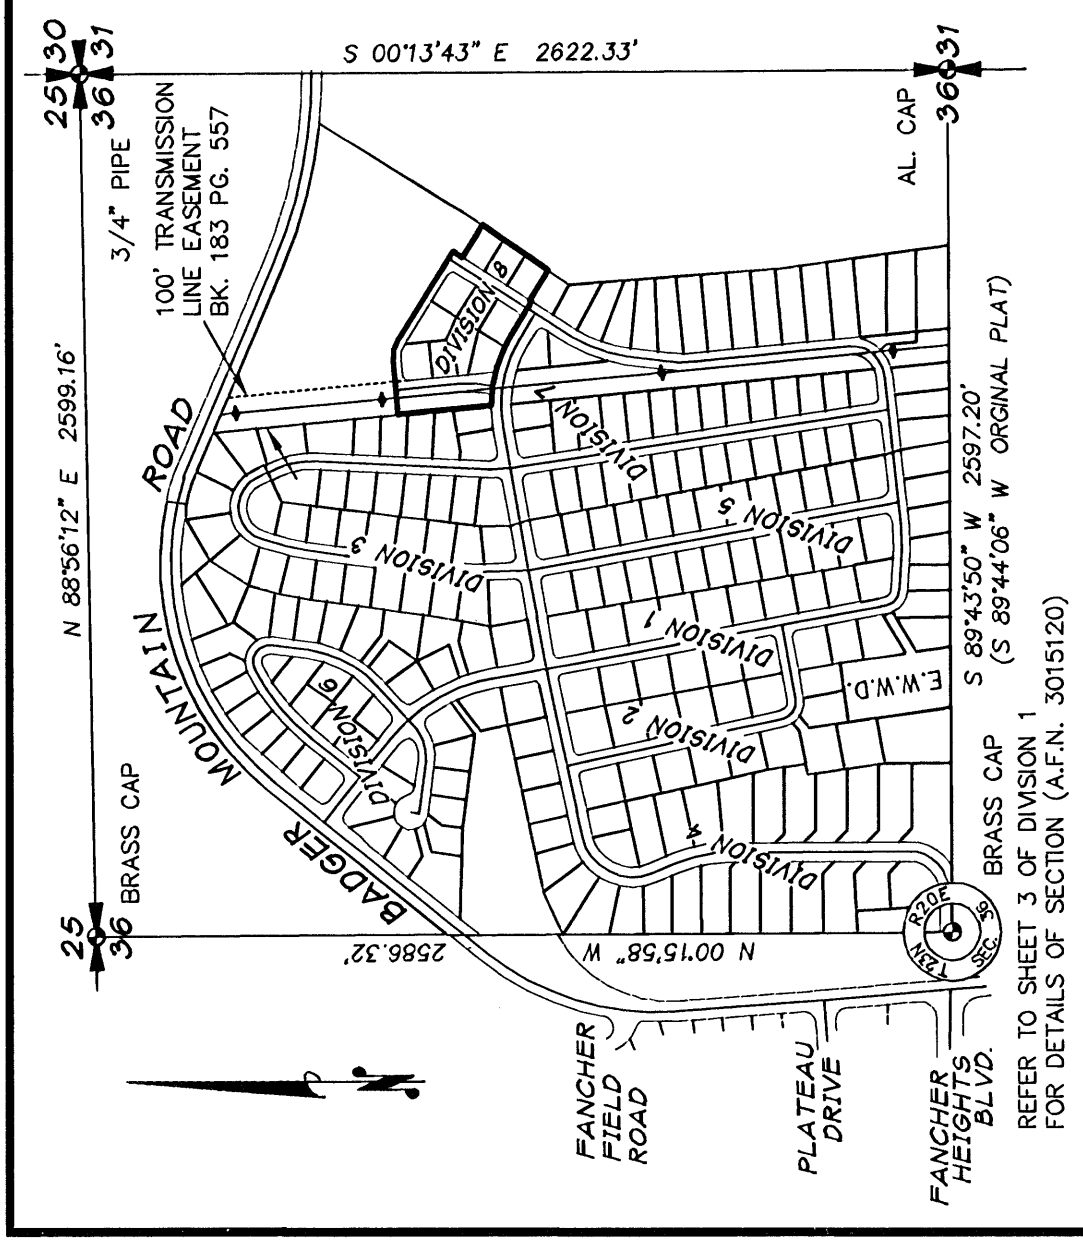 25
30
36
31
S 00°13'43" E 2622.33'
36
31
3/4" PIPE
100' TRANSMISSION
LINE EASEMENT
BK. 183 PG. 557
AL. CAP
N 88°56'12" E 2599.16'
BADGER MOUNTAIN ROAD
DIVISION 8
DIVISION 7
DIVISION 5
DIVISION 3
DIVISION 1
DIVISION 6
DIVISION 2
DIVISION 4
E.W.W.D.
S 89°43'50" W 2597.20'
(S 89°44'06" W ORGINAL PLAT)
BRASS CAP
BRASS CAP
25
36
N 00°15'58" W
2586.32'
T23N R20E
SEC. 36
FANCHER
FIELD
ROAD
PLATEAU
DRIVE
FANCHER
HEIGHTS
BLVD.
REFER TO SHEET 3 OF DIVISION 1
FOR DETAILS OF SECTION (A.F.N. 3015120)